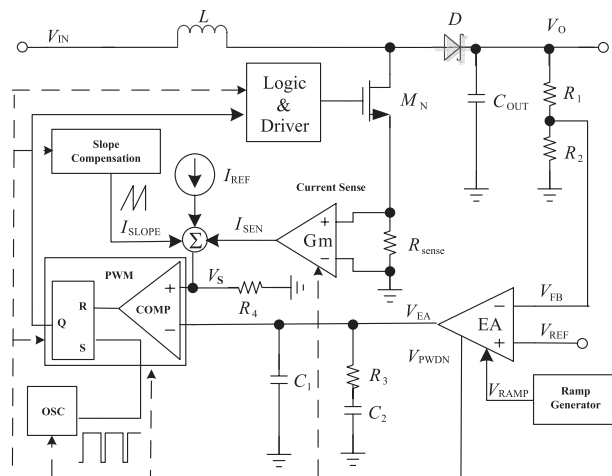 L
D
V_IN
V_O
Logic
&
Driver
M_N
C_OUT
R_1
R_2
Slope
Compensation
I_REF
Current Sense
I_SLOPE
Σ
I_SEN
+
Gm
−
R_sense
PWM
V_S
R_4
R
Q
S
COMP
+
−
V_EA
V_FB
−
EA
+
V_REF
V_PWDN
C_1
R_3
C_2
V_RAMP
Ramp
Generator
OSC